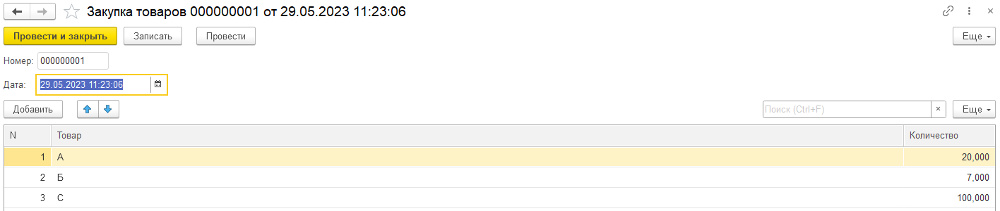 Закупка товаров 000000001 от 29.05.2023 11:23:06
Провести и закрыть Записать Провести Еще
Номер: 000000001
Дата: 29.05.2023 11:23:06
Добавить Поиск (Ctrl+F) × Еще
N Товар Количество
1 А 20,000
2 Б 7,000
3 С 100,000